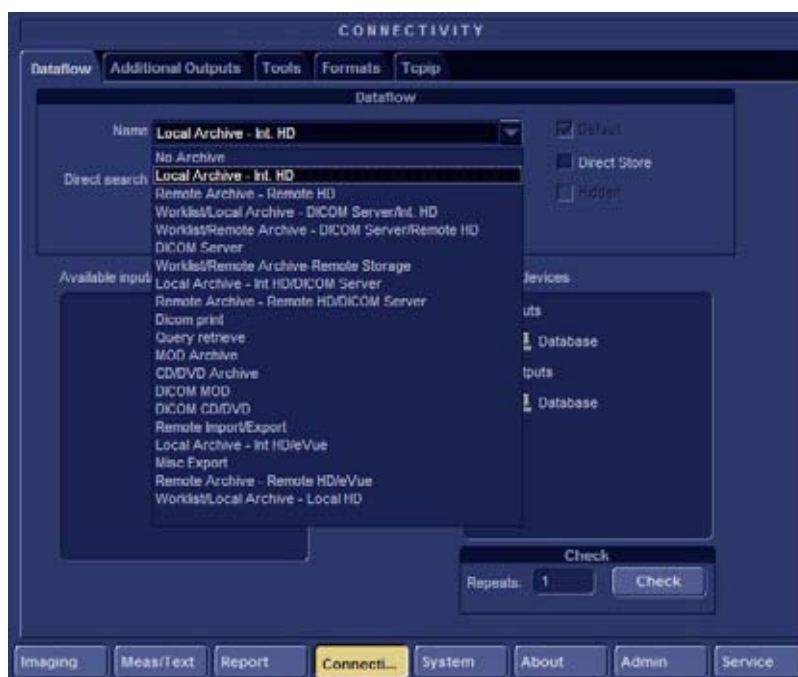 CONNECTIVITY
Dataflow Additional Outputs Tools Formats Tcpip
Dataflow
Name Local Archive - Int. HD Default
No Archive
Direct search Local Archive - Int. HD Direct Store
Remote Archive - Remote HD Hidden
Worklist/Local Archive - DICOM Server/Int. HD
Worklist/Remote Archive - DICOM Server/Remote HD
DICOM Server
Worklist/Remote Archive-Remote Storage
Available input devices
Local Archive - Int HD/DICOM Server
Remote Archive - Remote HD/DICOM Server
uts
Dicom print
Query retrieve Database
MOD Archive
CD/DVD Archive tputs
DICOM MOD
DICOM CD/DVD Database
Remote Import/Export
Local Archive - Int HD/eVue
Misc Export
Remote Archive - Remote HD/eVue
Worklist/Local Archive - Local HD
Check
Repeats: 1 Check
Imaging Meas/Text Report Connecti... System About Admin Service